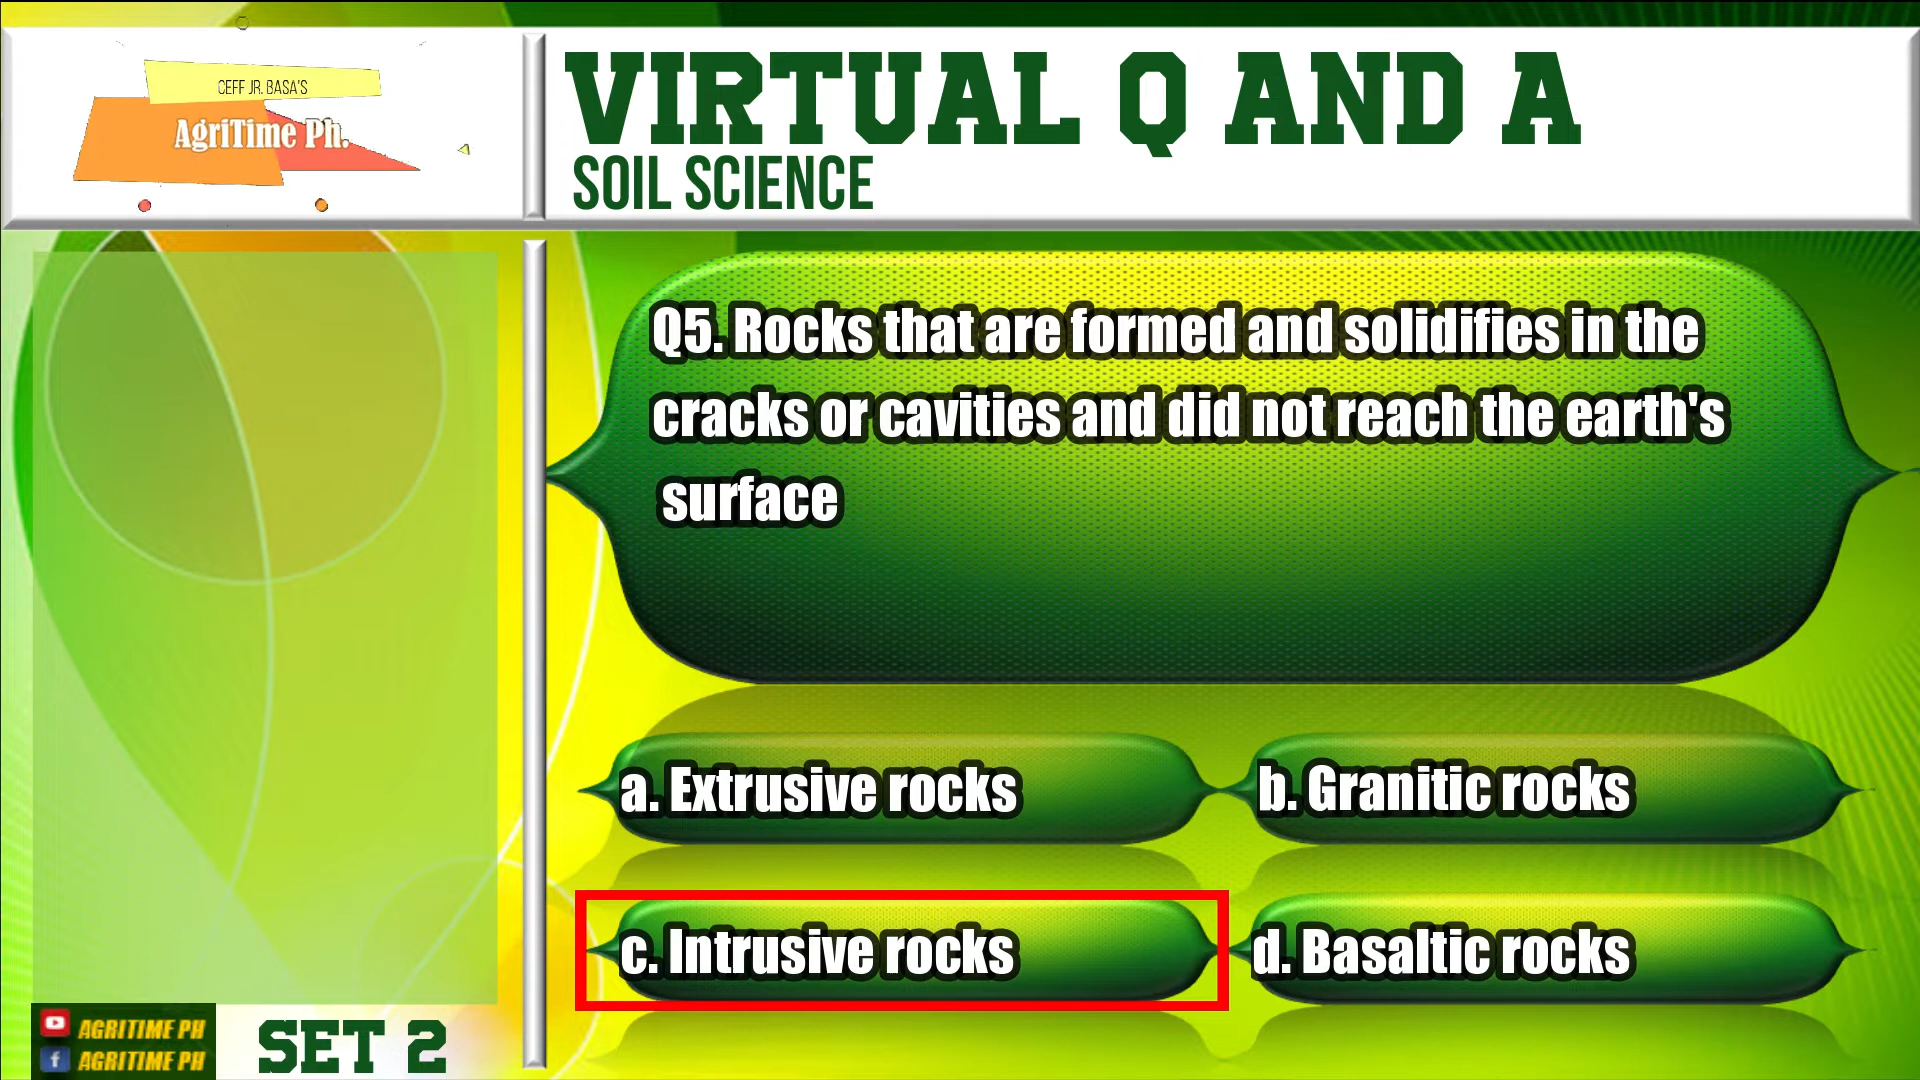 CEFF JR. BASA'S
AgriTime Ph.
VIRTUAL Q AND A
SOIL SCIENCE
Q5. Rocks that are formed and solidifies in the
cracks or cavities and did not reach the earth's
surface
a. Extrusive rocks
b. Granitic rocks
c. Intrusive rocks
d. Basaltic rocks
AGRITIME PH
AGRITIME PH
SET 2